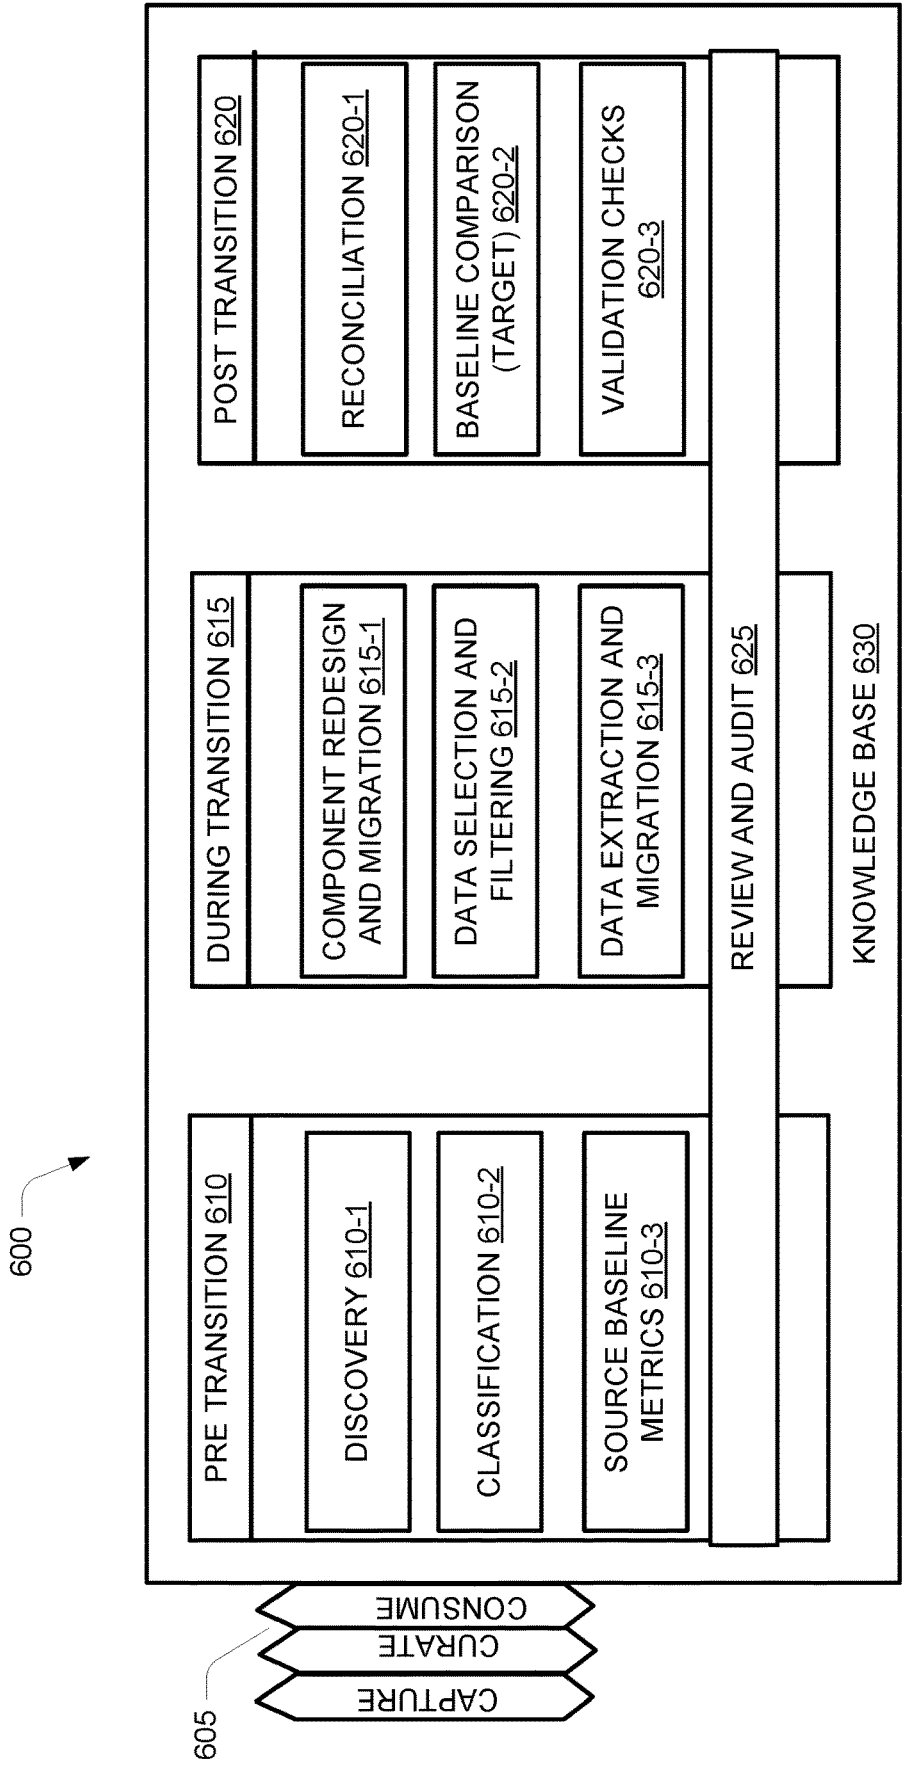 600
605
CAPTURE
CURATE
CONSUME
PRE TRANSITION 610
DISCOVERY 610-1
CLASSIFICATION 610-2
SOURCE BASELINE
METRICS 610-3
DURING TRANSITION 615
COMPONENT REDESIGN
AND MIGRATION 615-1
DATA SELECTION AND
FILTERING 615-2
DATA EXTRACTION AND
MIGRATION 615-3
POST TRANSITION 620
RECONCILIATION 620-1
BASELINE COMPARISON
(TARGET) 620-2
VALIDATION CHECKS
620-3
REVIEW AND AUDIT 625
KNOWLEDGE BASE 630